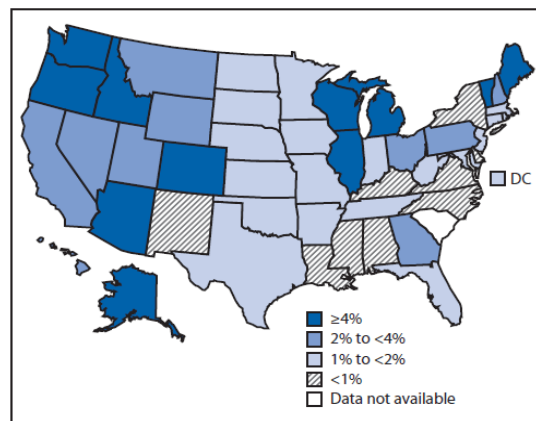 DC
≥4%
2% to <4%
1% to <2%
<1%
Data not available